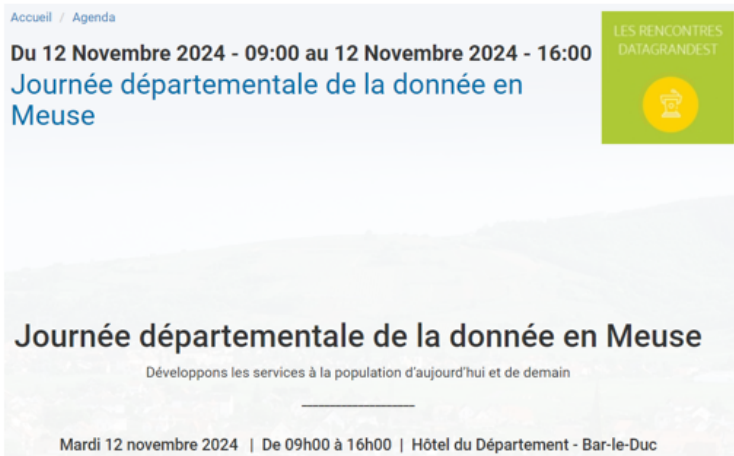 Accueil / Agenda
Du 12 Novembre 2024 - 09:00 au 12 Novembre 2024 - 16:00
Journée départementale de la donnée en
Meuse
LES RENCONTRES
DATAGRANDEST
Journée départementale de la donnée en Meuse
Développons les services à la population d'aujourd'hui et de demain
Mardi 12 novembre 2024 | De 09h00 à 16h00 | Hôtel du Département - Bar-le-Duc